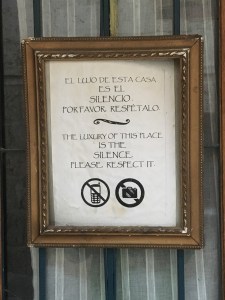 EL LUJO DE ESTA CASA
ES EL
SILENCIO.
POR FAVOR, RESPÉTALO.
THE LUXURY OF THIS PLACE
IS THE
SILENCE.
PLEASE, RESPECT IT.